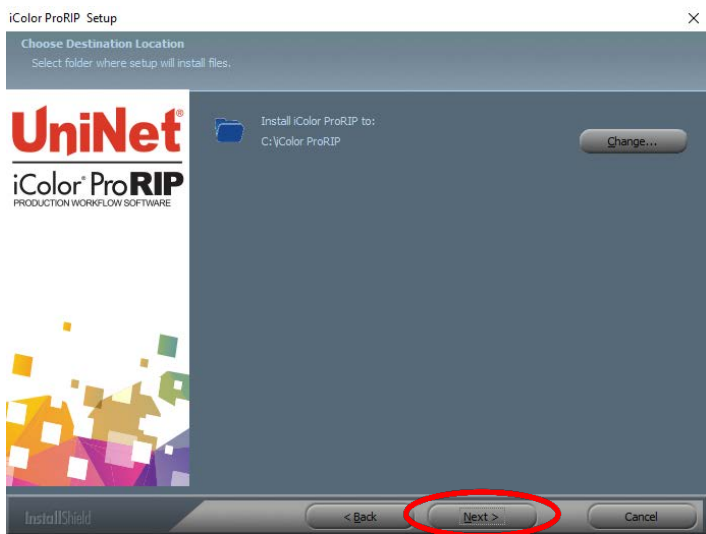 iColor ProRIP Setup
Choose Destination Location
Select folder where setup will install files.
UniNet®
iColor® ProRIP
PRODUCTION WORKFLOW SOFTWARE
Install iColor ProRIP to:
C:\iColor ProRIP
Change...
InstallShield
< Back
Next >
Cancel